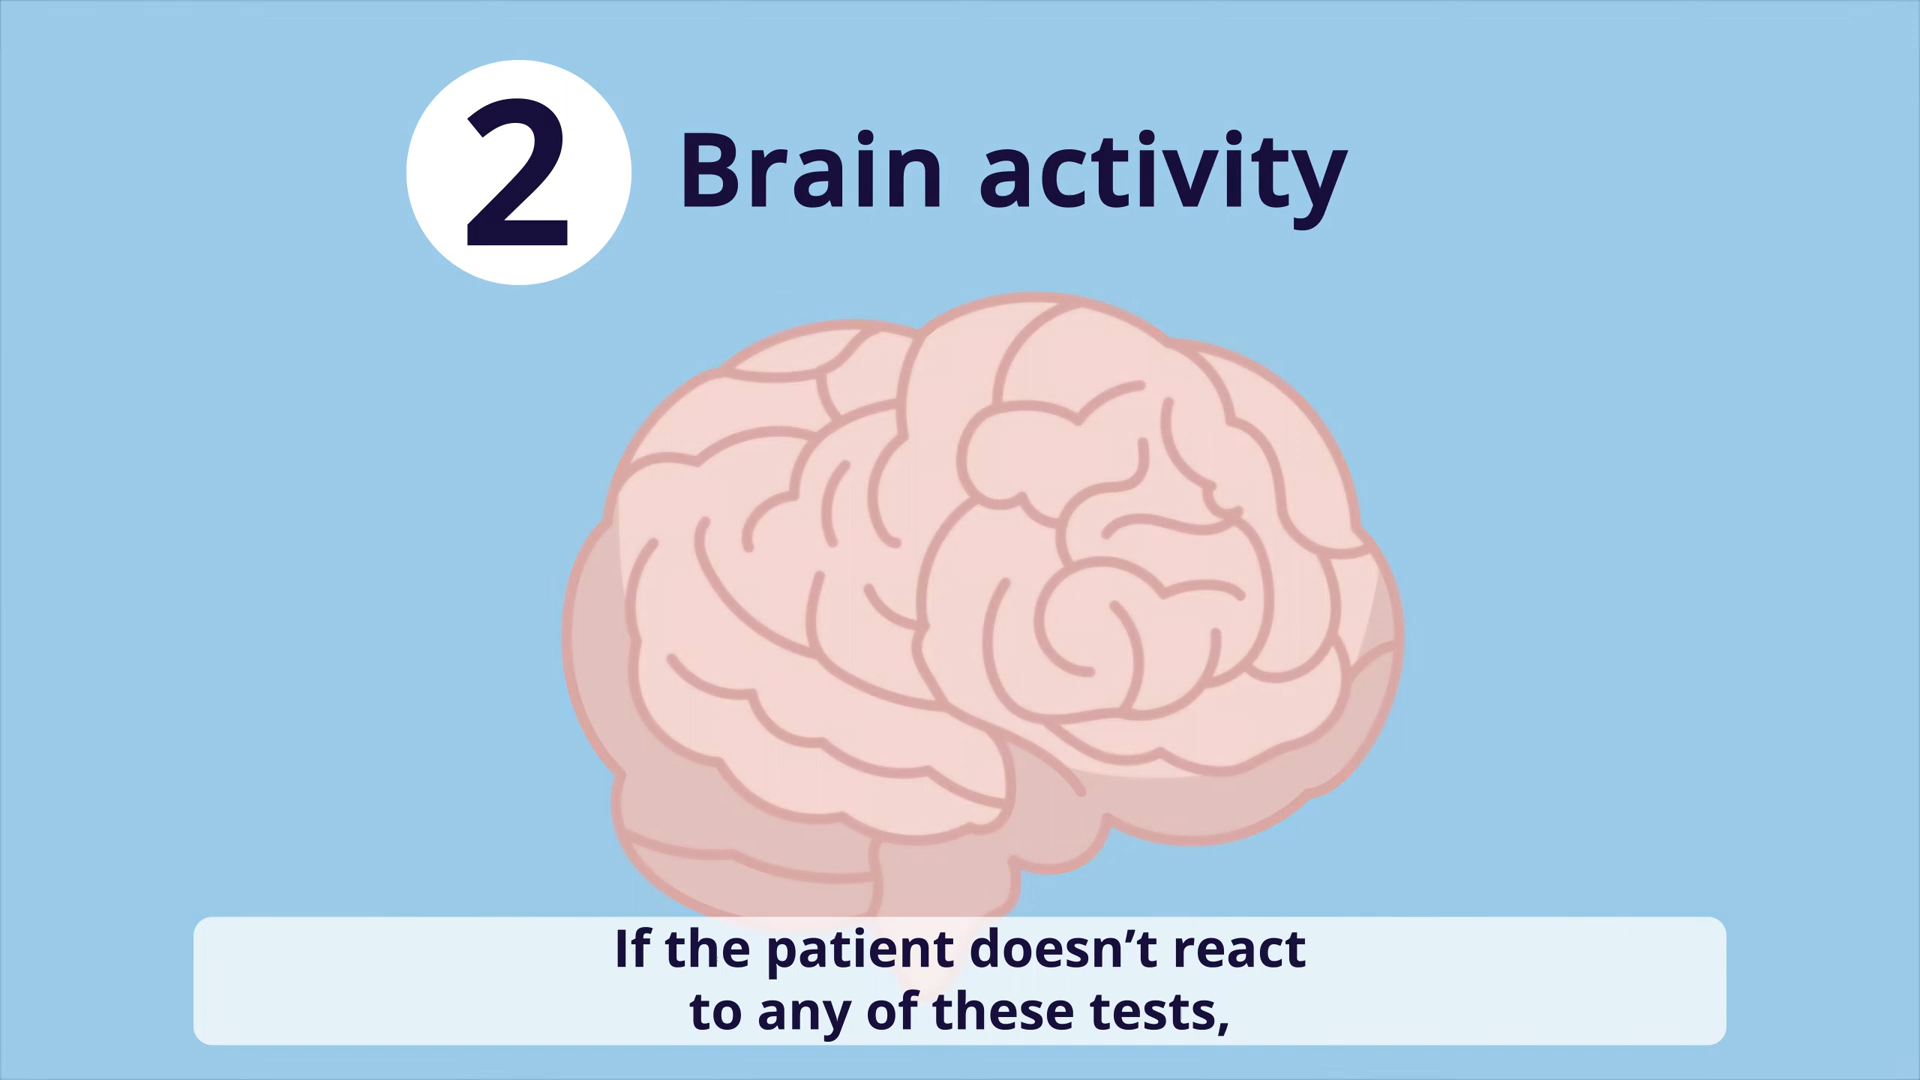 2 Brain activity
If the patient doesn’t react
to any of these tests,